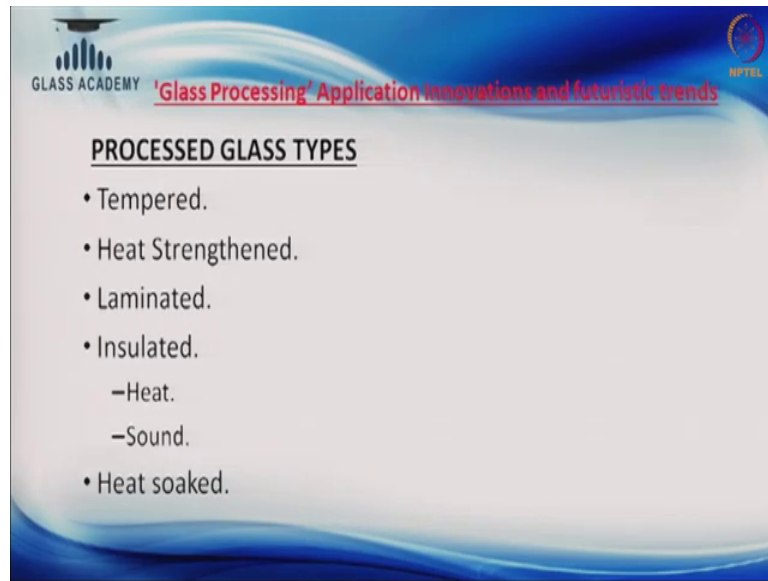 GLASS ACADEMY
NPTEL
'Glass Processing' Application Innovations and futuristic trends
PROCESSED GLASS TYPES
• Tempered.
• Heat Strengthened.
• Laminated.
• Insulated.
–Heat.
–Sound.
• Heat soaked.